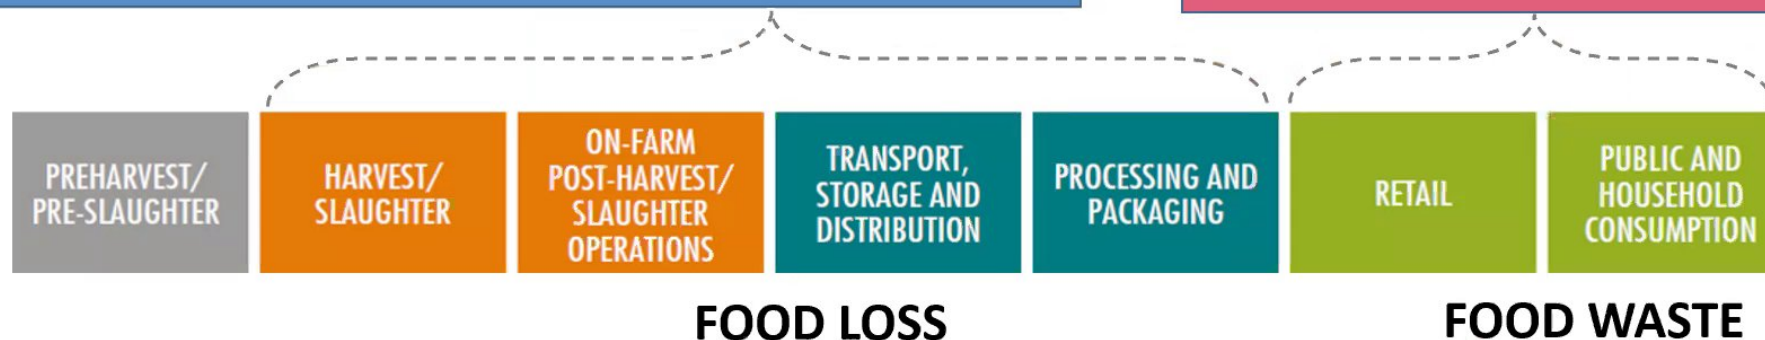 PREHARVEST/
PRE-SLAUGHTER
HARVEST/
SLAUGHTER
ON-FARM
POST-HARVEST/
SLAUGHTER
OPERATIONS
TRANSPORT,
STORAGE AND
DISTRIBUTION
PROCESSING AND
PACKAGING
RETAIL
PUBLIC AND
HOUSEHOLD
CONSUMPTION
FOOD LOSS
FOOD WASTE